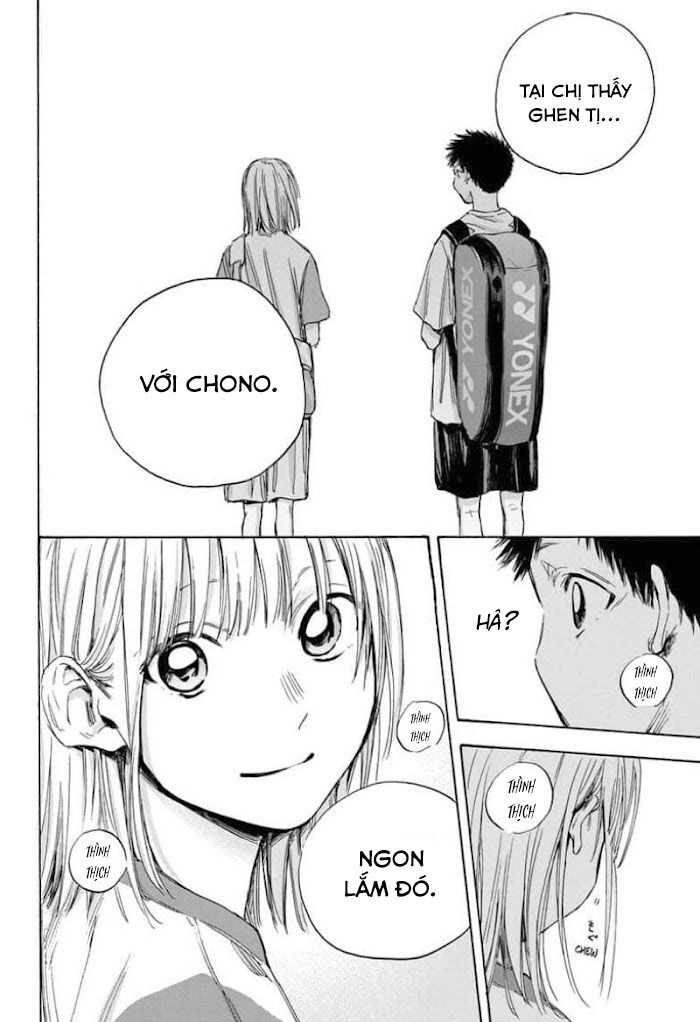 TẠI CHỊ THẤY
GHEN TỊ...
YONEX
YONEX
VỚI CHONO.
HẢ?
THÌNH
THỊCH
THÌNH
THỊCH
THÌNH
THỊCH
THÌNH
THỊCH
NGON
LẮM ĐÓ.
CHEW